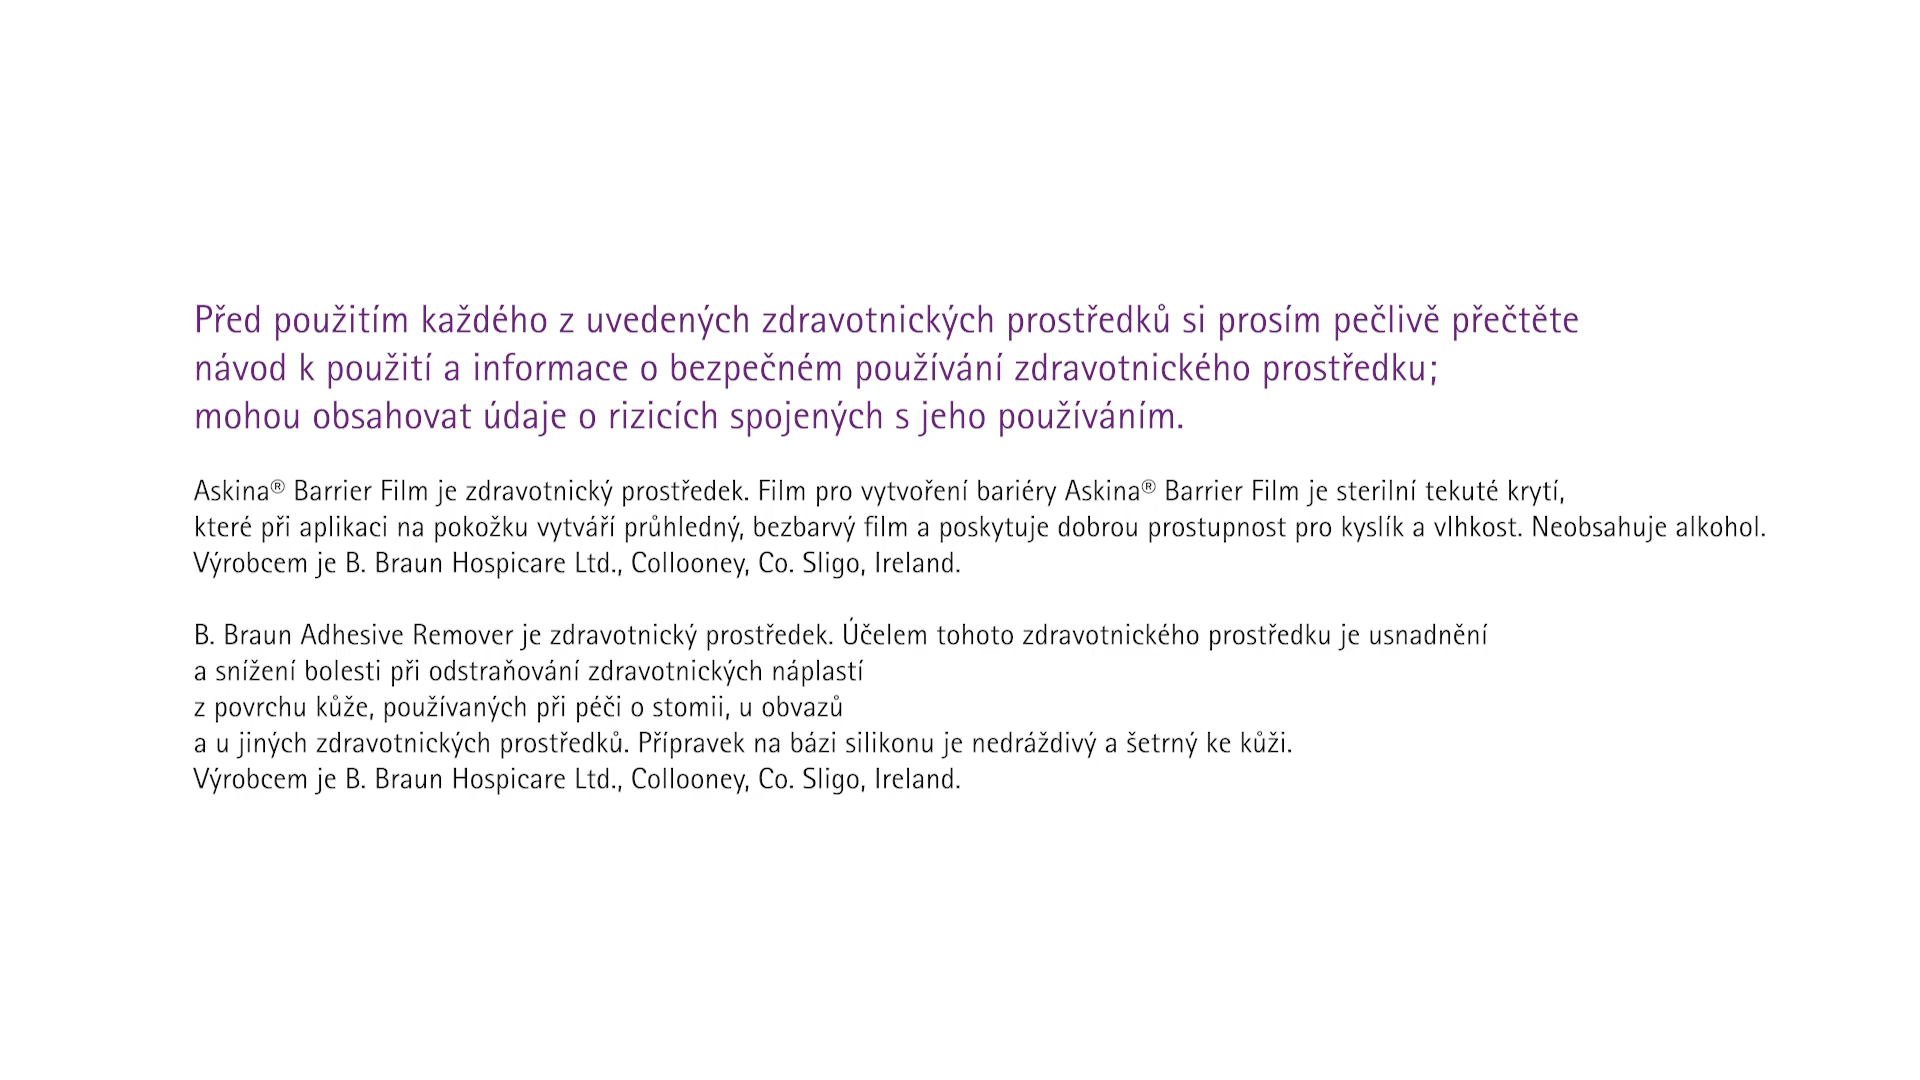 Před použitím každého z uvedených zdravotnických prostředků si prosím pečlivě přečtěte
návod k použití a informace o bezpečném používání zdravotnického prostředku;
mohou obsahovat údaje o rizicích spojených s jeho používáním.
Askina® Barrier Film je zdravotnický prostředek. Film pro vytvoření bariéry Askina® Barrier Film je sterilní tekuté krytí,
které při aplikaci na pokožku vytváří průhledný, bezbarvý film a poskytuje dobrou prostupnost pro kyslík a vlhkost. Neobsahuje alkohol.
Výrobcem je B. Braun Hospicare Ltd., Collooney, Co. Sligo, Ireland.
B. Braun Adhesive Remover je zdravotnický prostředek. Účelem tohoto zdravotnického prostředku je usnadnění
a snížení bolesti při odstraňování zdravotnických náplastí
z povrchu kůže, používaných při péči o stomii, u obvazů
a u jiných zdravotnických prostředků. Přípravek na bázi silikonu je nedráždivý a šetrný ke kůži.
Výrobcem je B. Braun Hospicare Ltd., Collooney, Co. Sligo, Ireland.